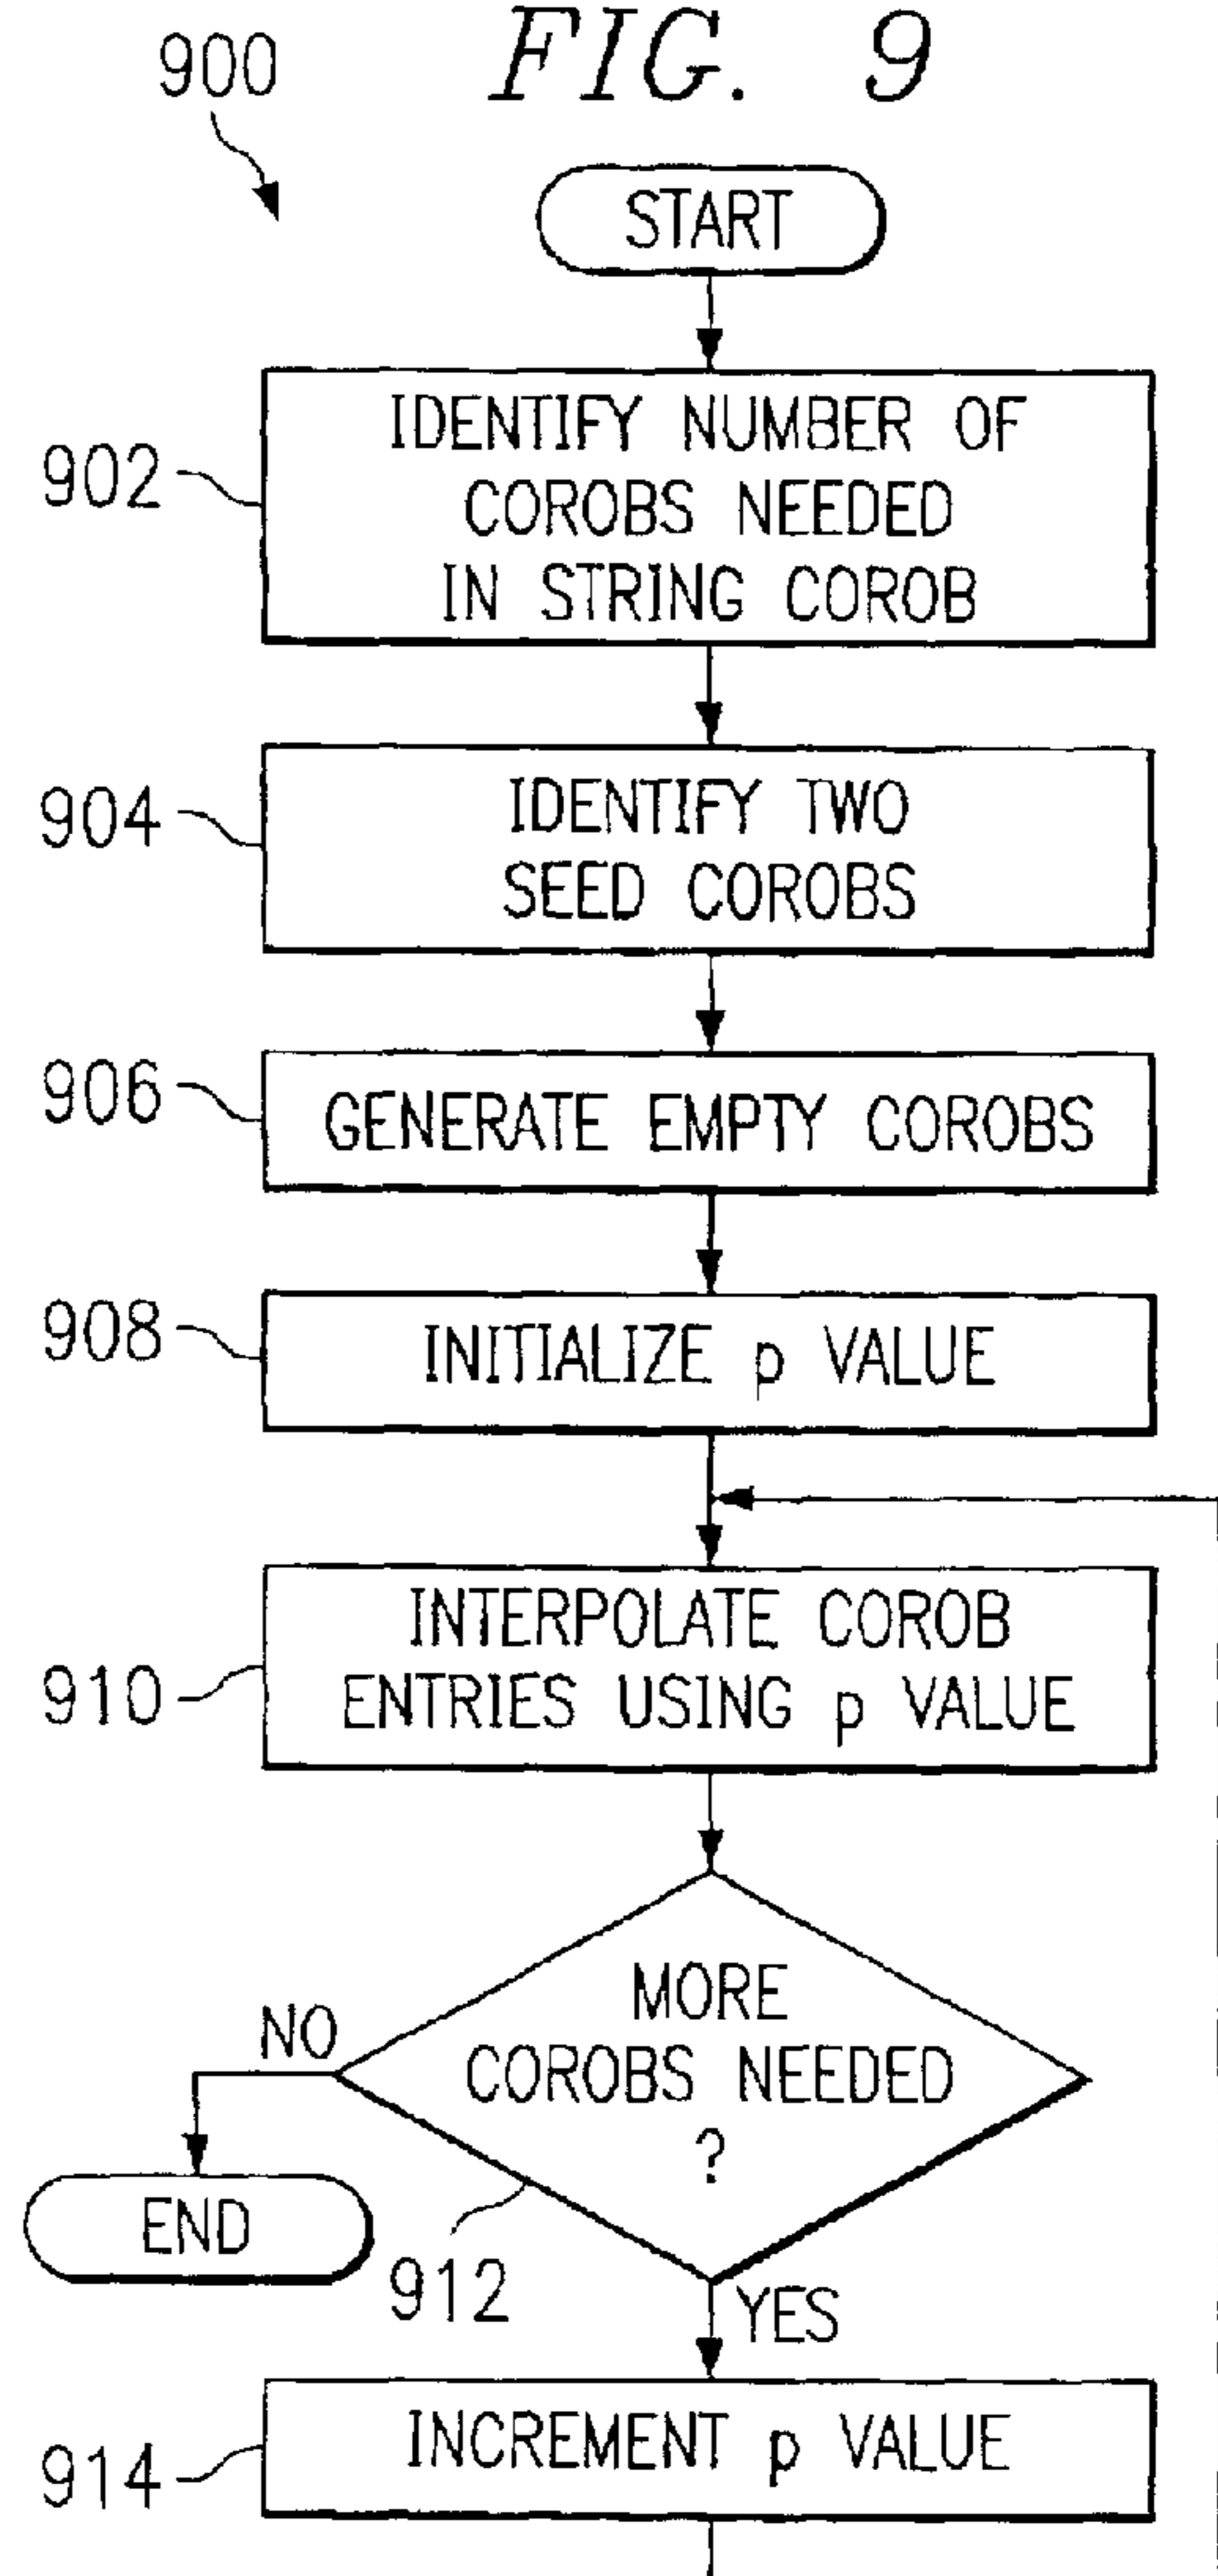 FIG. 9
900
START
902
IDENTIFY NUMBER OF
COROBS NEEDED
IN STRING COROB
904
IDENTIFY TWO
SEED COROBS
906
GENERATE EMPTY COROBS
908
INITIALIZE p VALUE
910
INTERPOLATE COROB
ENTRIES USING p VALUE
MORE
COROBS NEEDED
?
NO
END
912
YES
914
INCREMENT p VALUE